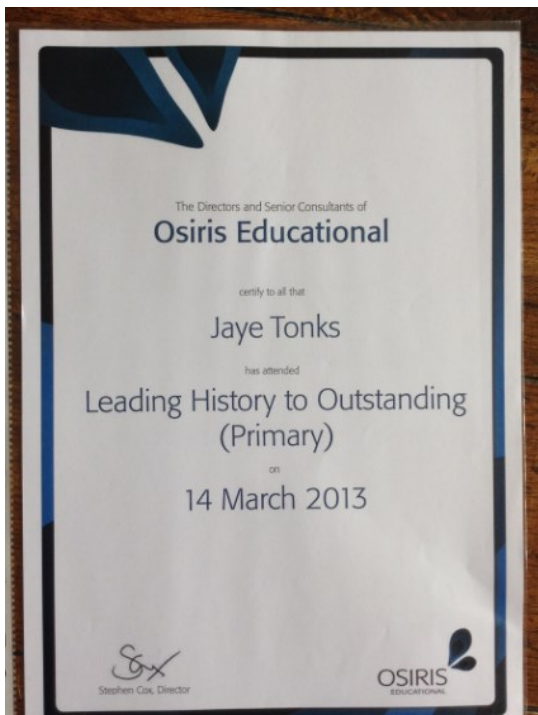 The Directors and Senior Consultants of
Osiris Educational
certify to all that
Jaye Tonks
has attended
Leading History to Outstanding
(Primary)
on
14 March 2013
Stephen Cox, Director
OSIRIS
EDUCATIONAL